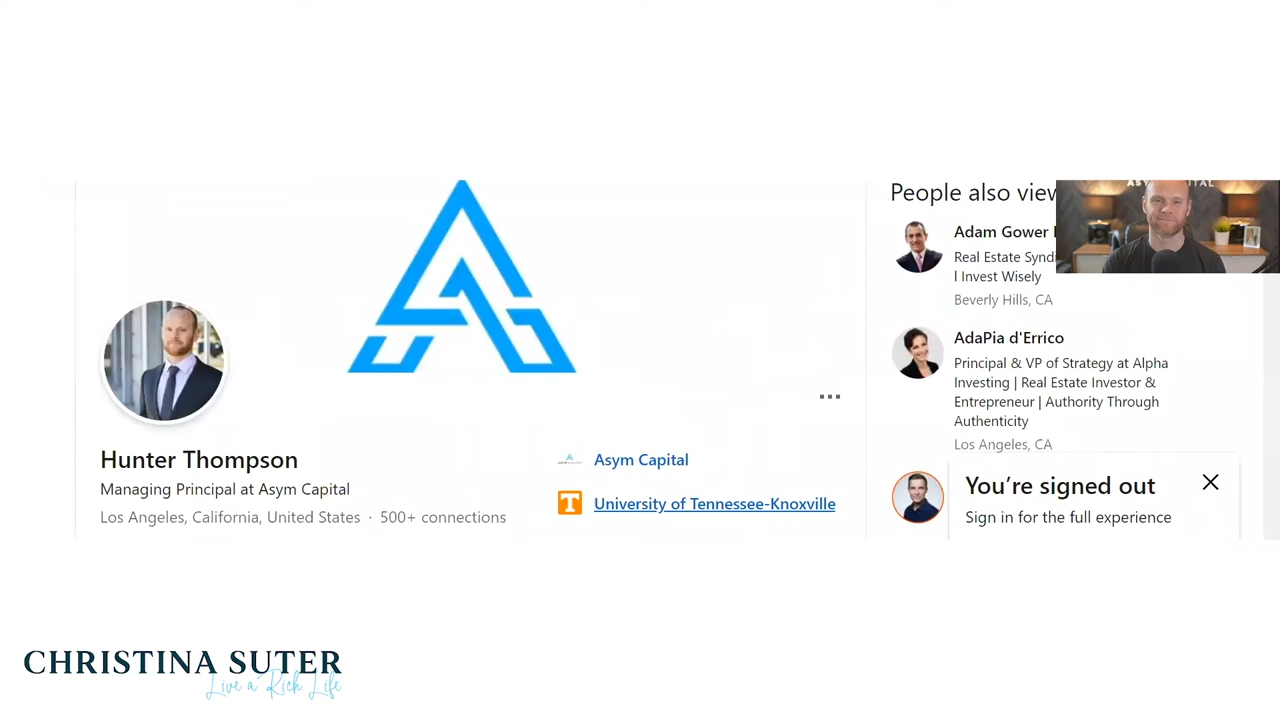 Hunter Thompson
Managing Principal at Asym Capital
Los Angeles, California, United States · 500+ connections
Asym Capital
University of Tennessee-Knoxville
People also view
Adam Gower
Real Estate Synd
l Invest Wisely
Beverly Hills, CA
AdaPia d'Errico
Principal & VP of Strategy at Alpha
Investing | Real Estate Investor &
Entrepreneur | Authority Through
Authenticity
Los Angeles, CA
You're signed out
Sign in for the full experience
CHRISTINA SUTER
Live a Rich Life